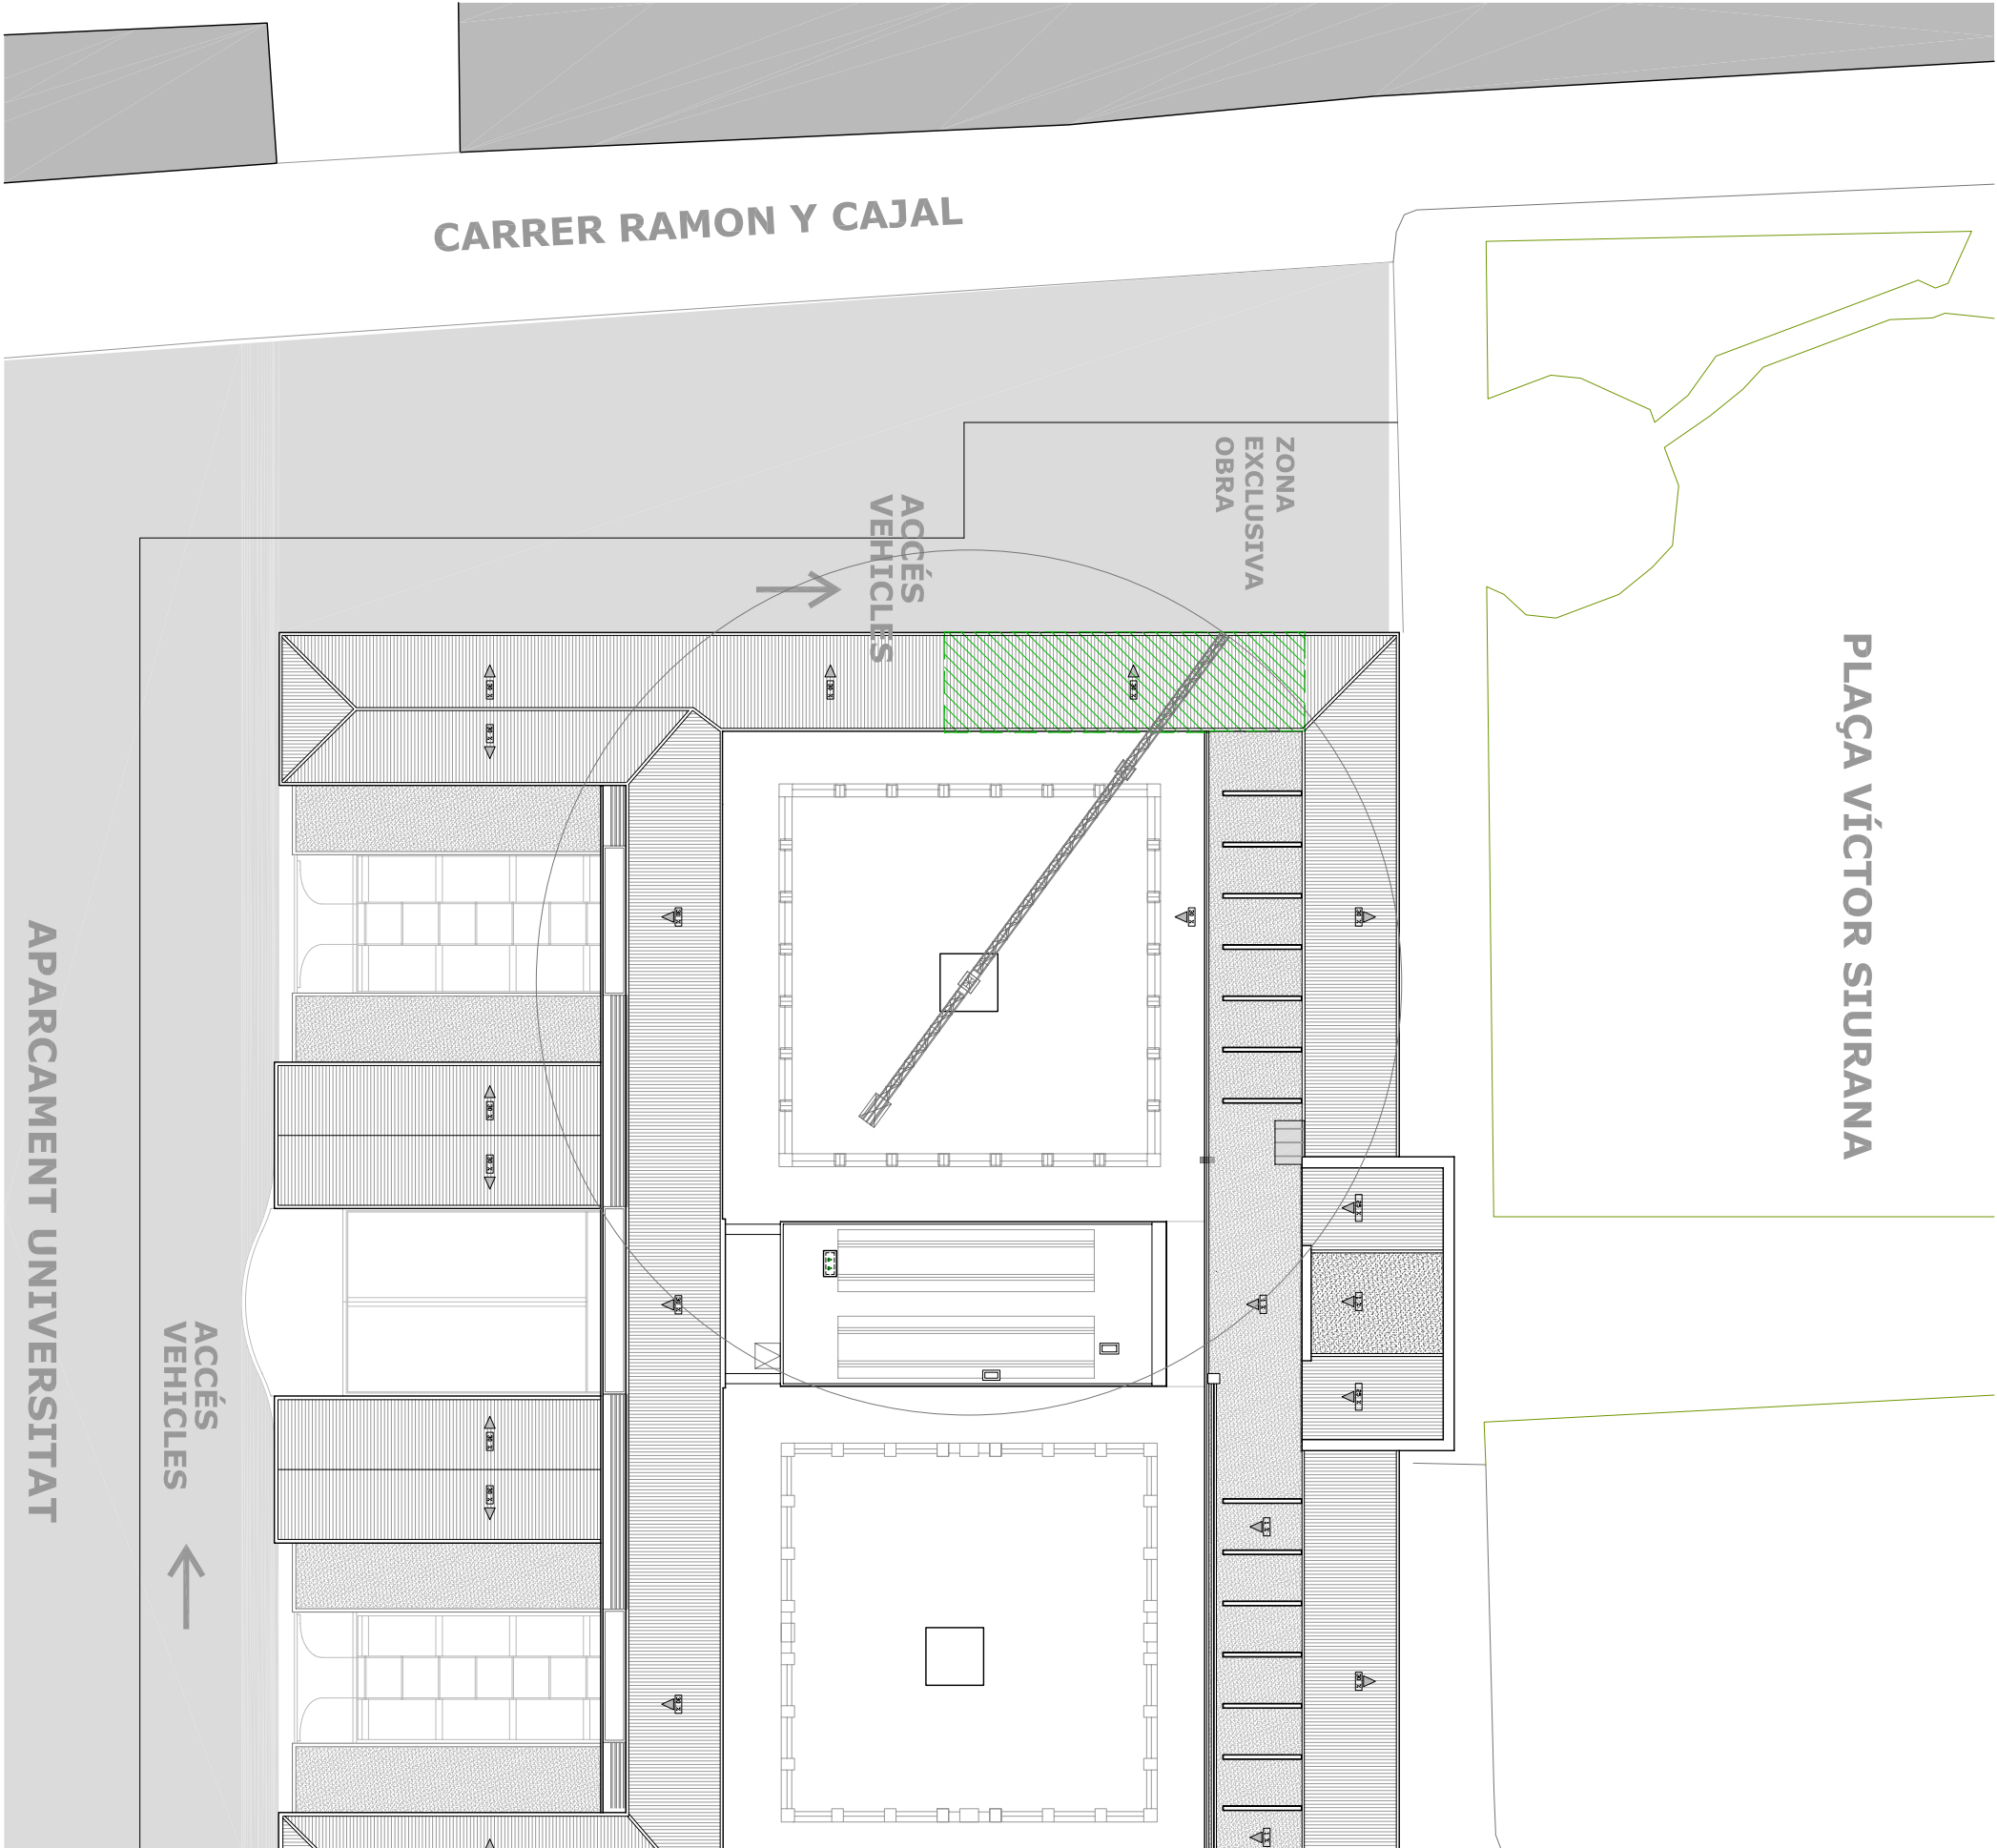 CARRER RAMON Y CAJAL
ZONA
EXCLUSIVA
OBRA
ACCÉS
VEHICLES
PLAÇA VÍCTOR SIURANA
APARCAMENT UNIVERSITAT
ACCÉS
VEHICLES